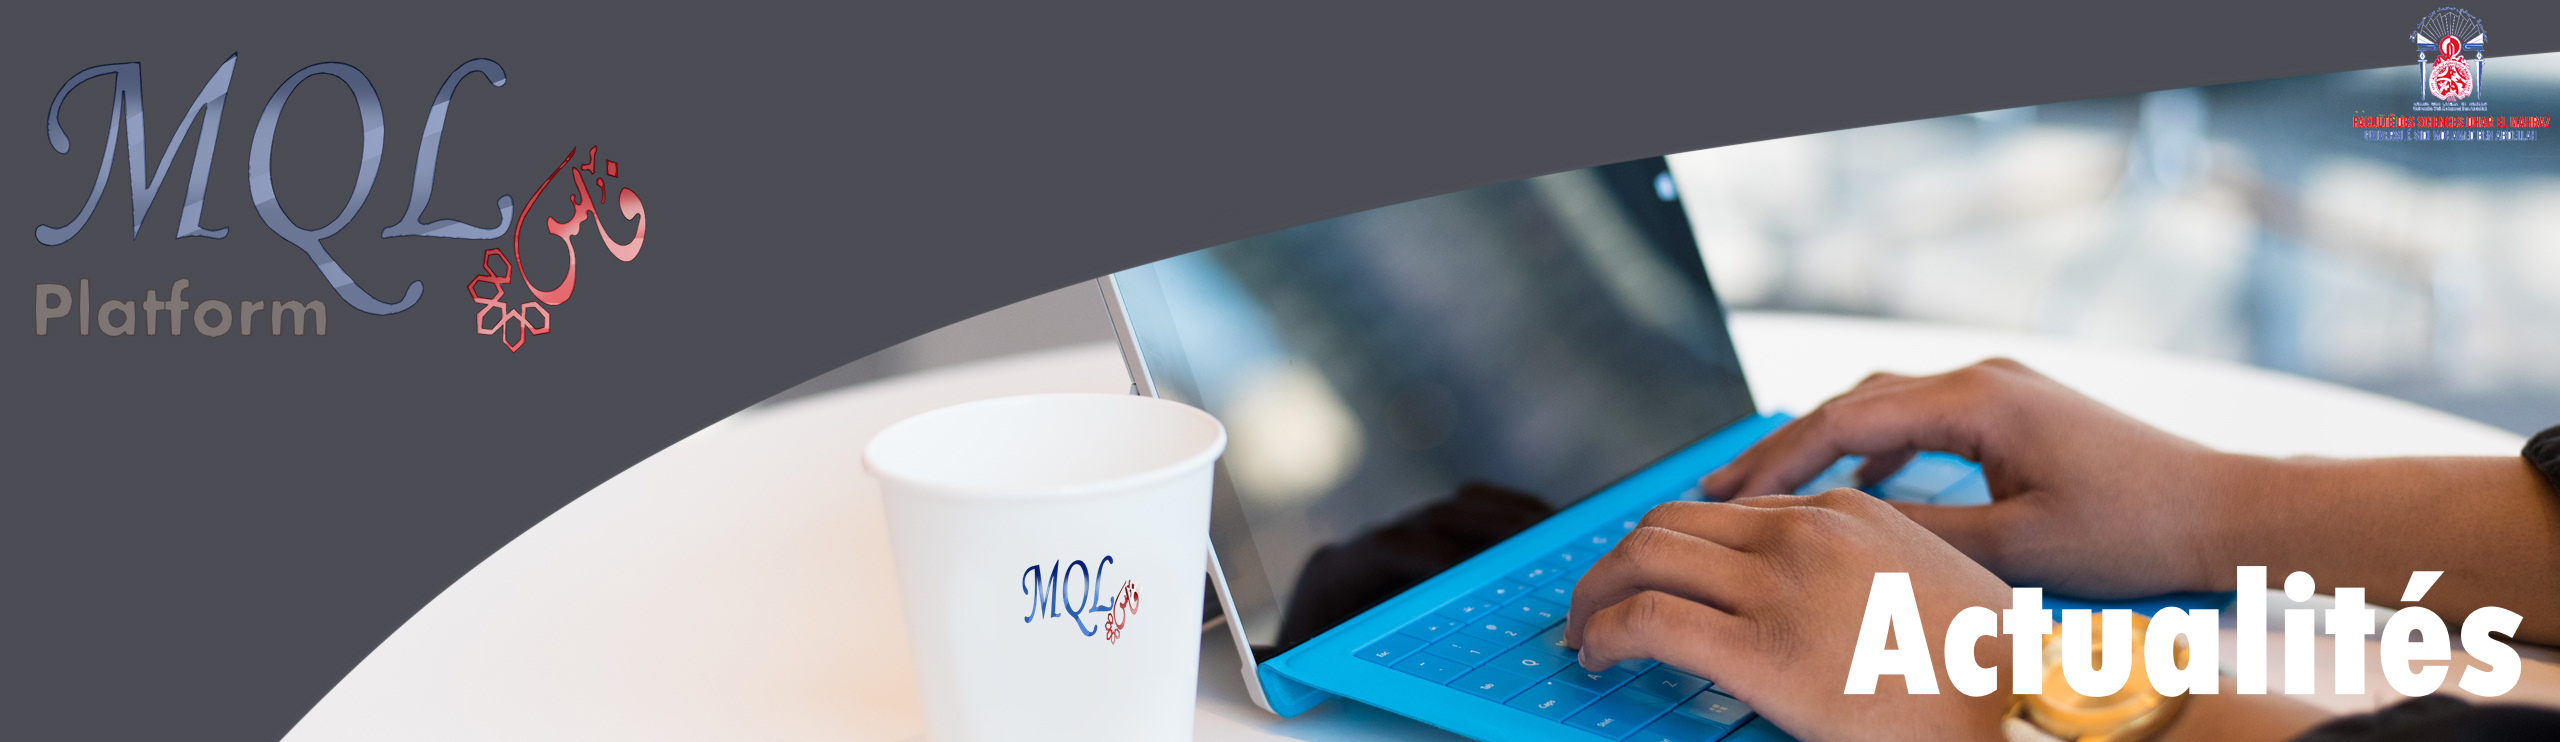 MQL
فاس
Platform
FACULTÉ DES SCIENCES DHAR EL MAHRAZ
UNIVERSITÉ SIDI MOHAMED BEN ABDELLAH
MQL
فاس
Actualités